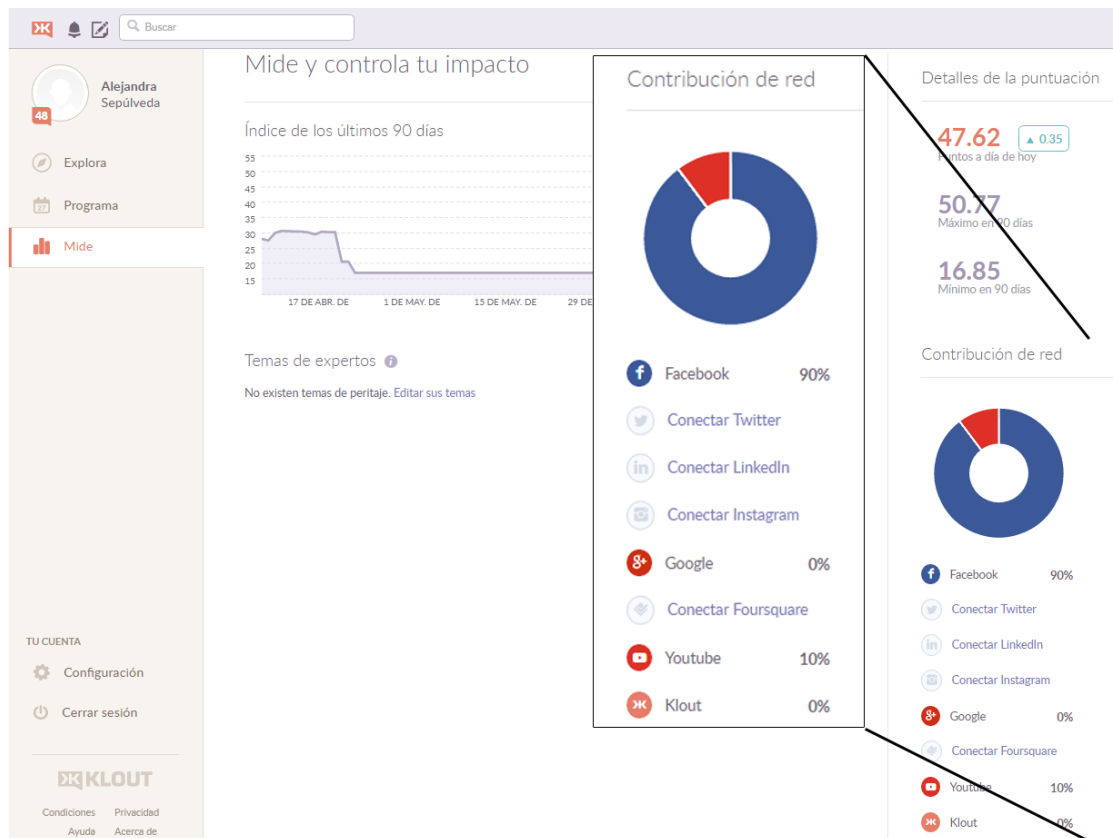 Buscar
Alejandra
Sepúlveda
48
Explora
27
Programa
Mide
TU CUENTA
Configuración
Cerrar sesión
KLOUT
Condiciones Privacidad
Ayuda Acerca de
Mide y controla tu impacto
Índice de los últimos 90 días
55
50
45
40
35
30
25
20
15
17 DE ABR. DE 1 DE MAY. DE 15 DE MAY. DE 29 DE
Temas de expertos i
No existen temas de peritaje. Editar sus temas
Contribución de red
Facebook 90%
Conectar Twitter
Conectar LinkedIn
Conectar Instagram
Google 0%
Conectar Foursquare
Youtube 10%
Klout 0%
Detalles de la puntuación
47.62 ▲ 0.35
Puntos a día de hoy
50.77
Máximo en 90 días
16.85
Mínimo en 90 días
Contribución de red
Facebook 90%
Conectar Twitter
Conectar LinkedIn
Conectar Instagram
Google 0%
Conectar Foursquare
Youtube 10%
Klout 0%